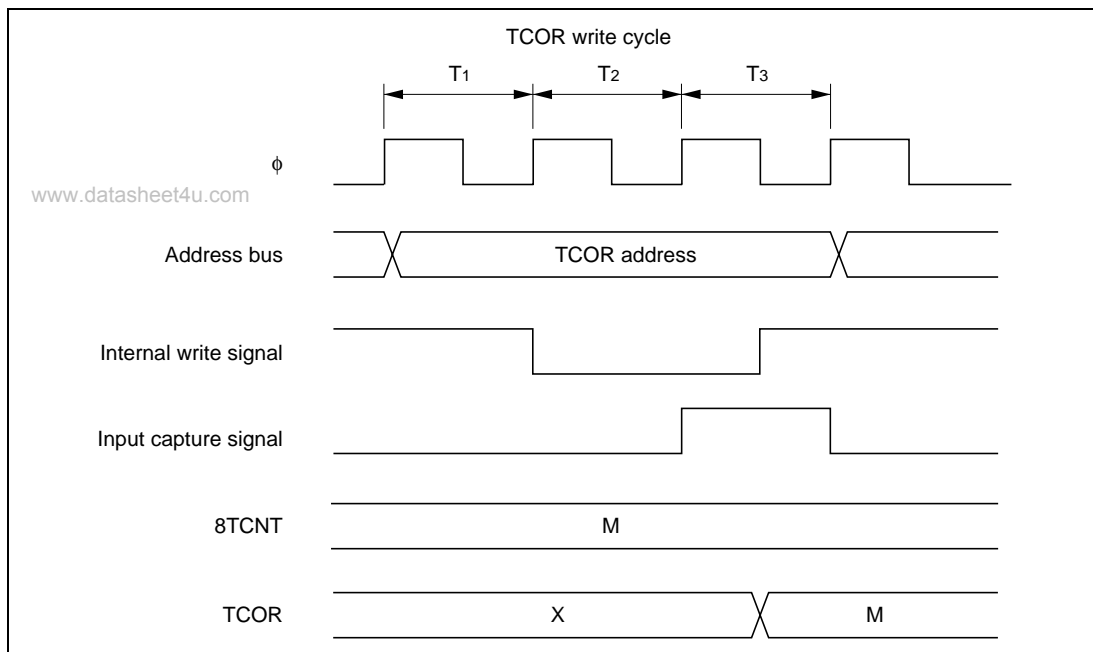 TCOR write cycle
T1 T2 T3
φ
www.datasheet4u.com
Address bus
TCOR address
Internal write signal
Input capture signal
8TCNT
M
TCOR
X M